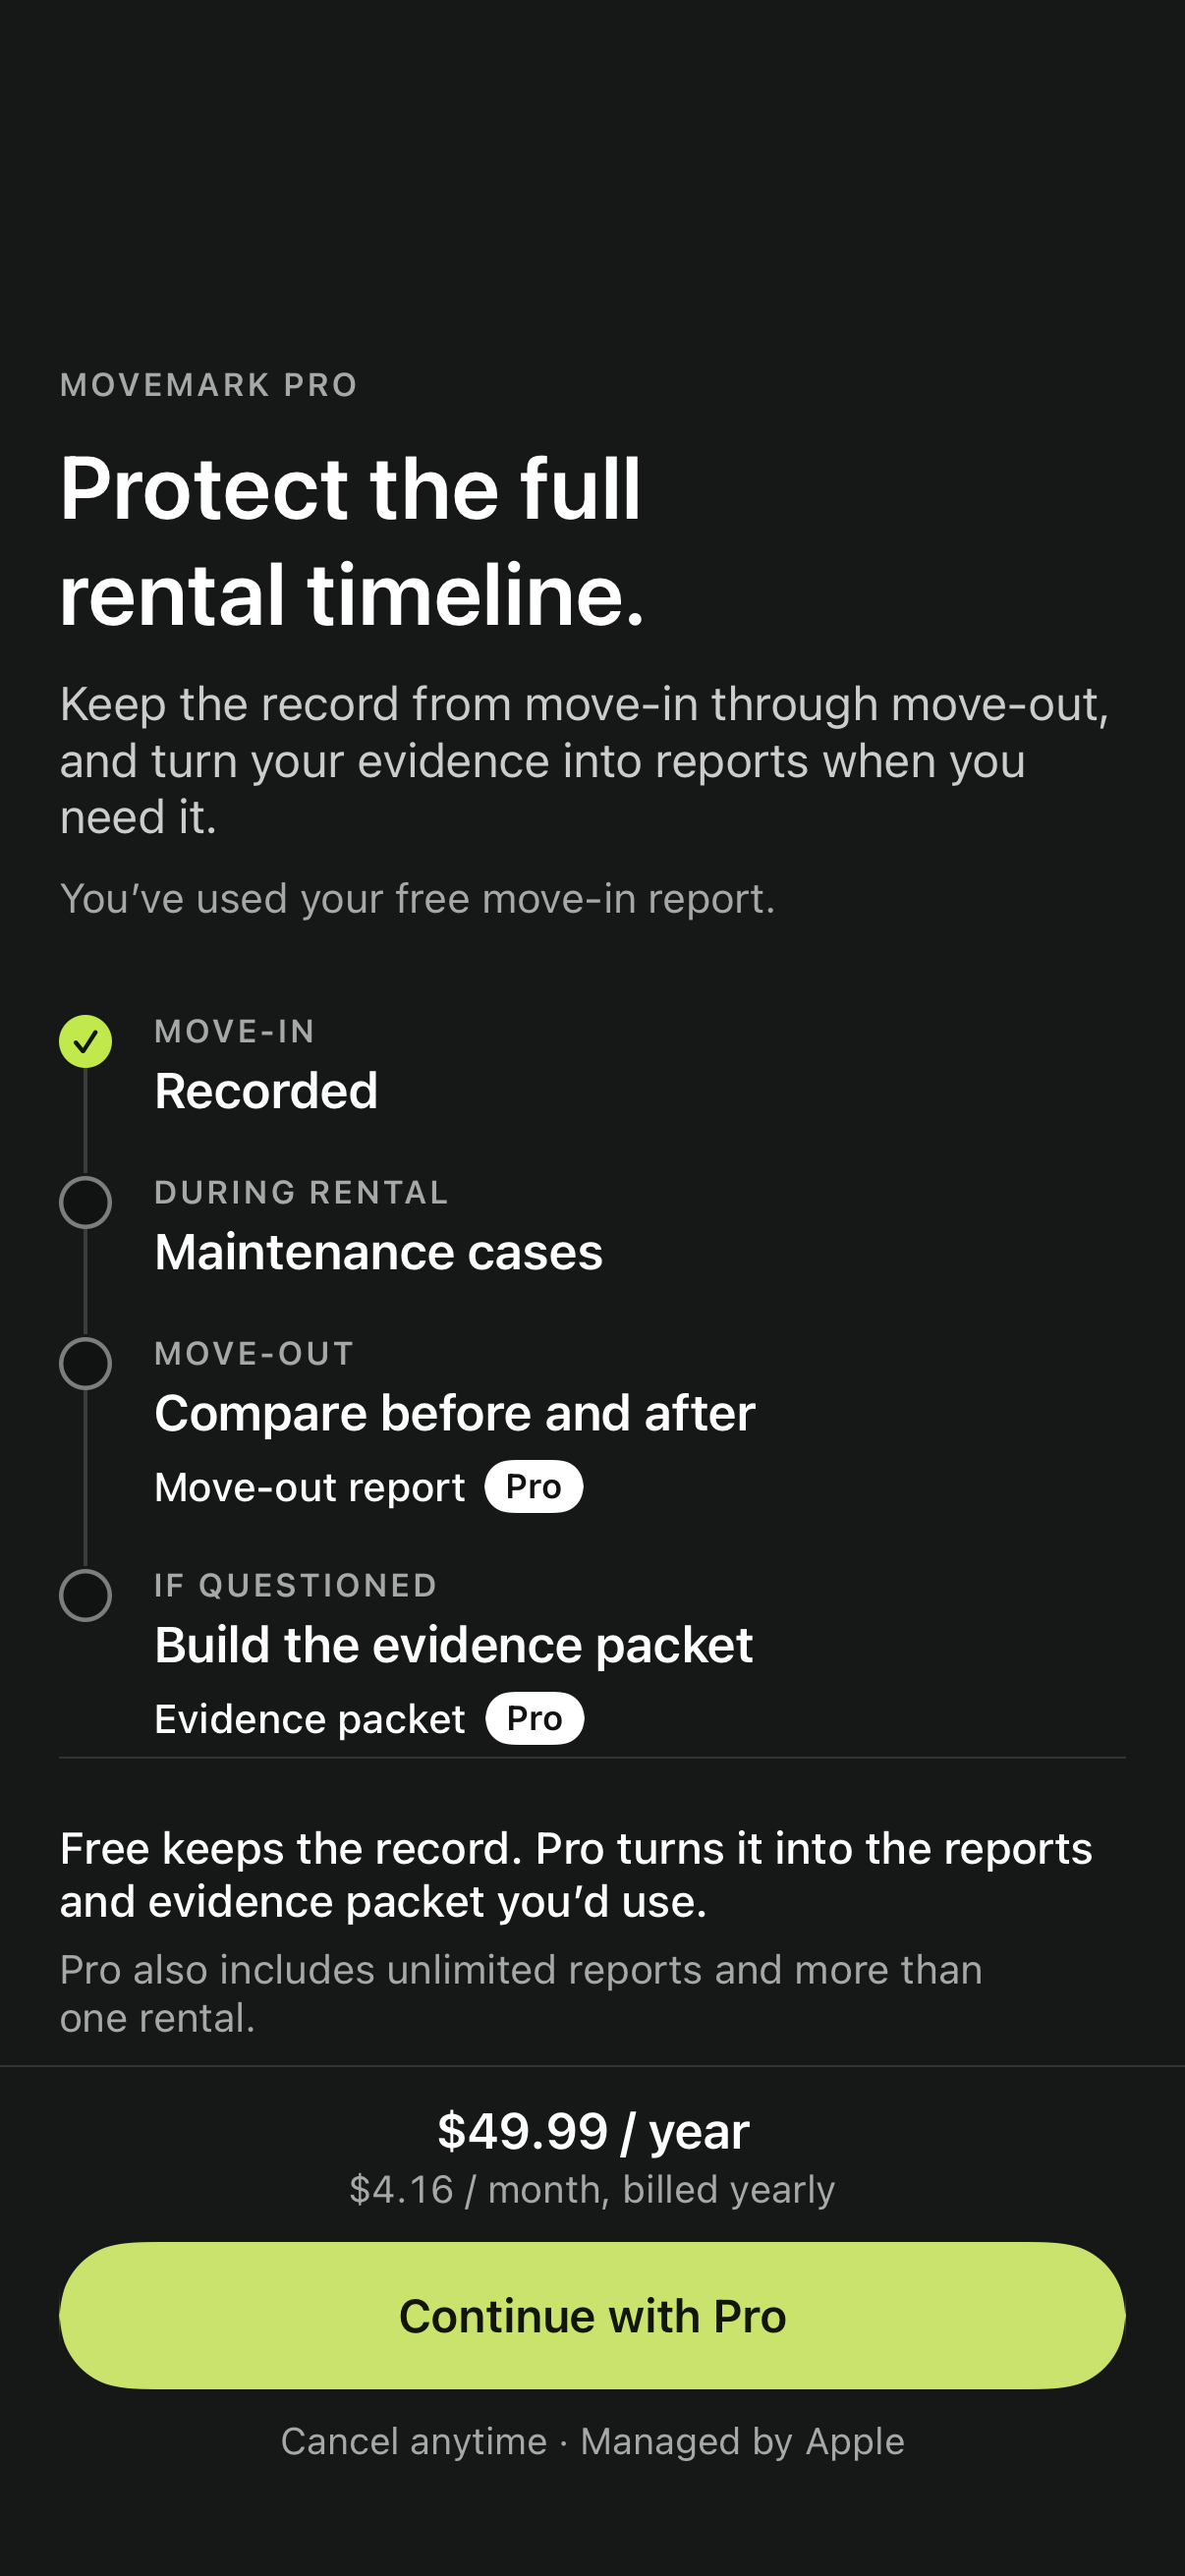 MOVEMARK PRO
Protect the full
rental timeline.
Keep the record from move-in through move-out,
and turn your evidence into reports when you
need it.
You’ve used your free move-in report.
MOVE-IN
Recorded
DURING RENTAL
Maintenance cases
MOVE-OUT
Compare before and after
Move-out report Pro
IF QUESTIONED
Build the evidence packet
Evidence packet Pro
Free keeps the record. Pro turns it into the reports
and evidence packet you’d use.
Pro also includes unlimited reports and more than
one rental.
$49.99 / year
$4.16 / month, billed yearly
Continue with Pro
Cancel anytime · Managed by Apple